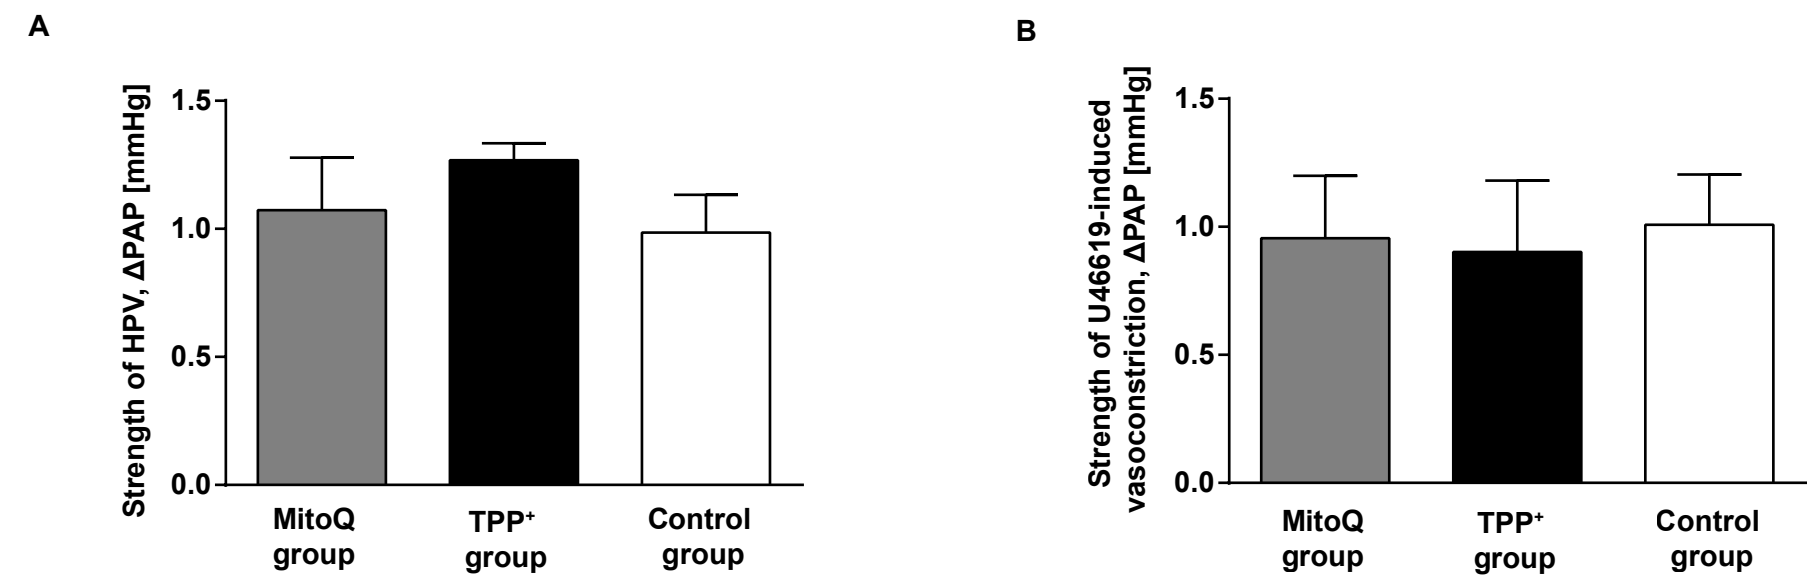 A
Strength of HPV, ΔPAP [mmHg]
1.5
1.0
0.5
0.0
MitoQ
group
TPP⁺
group
Control
group
B
Strength of U46619-induced
vasoconstriction, ΔPAP [mmHg]
1.5
1.0
0.5
0.0
MitoQ
group
TPP⁺
group
Control
group